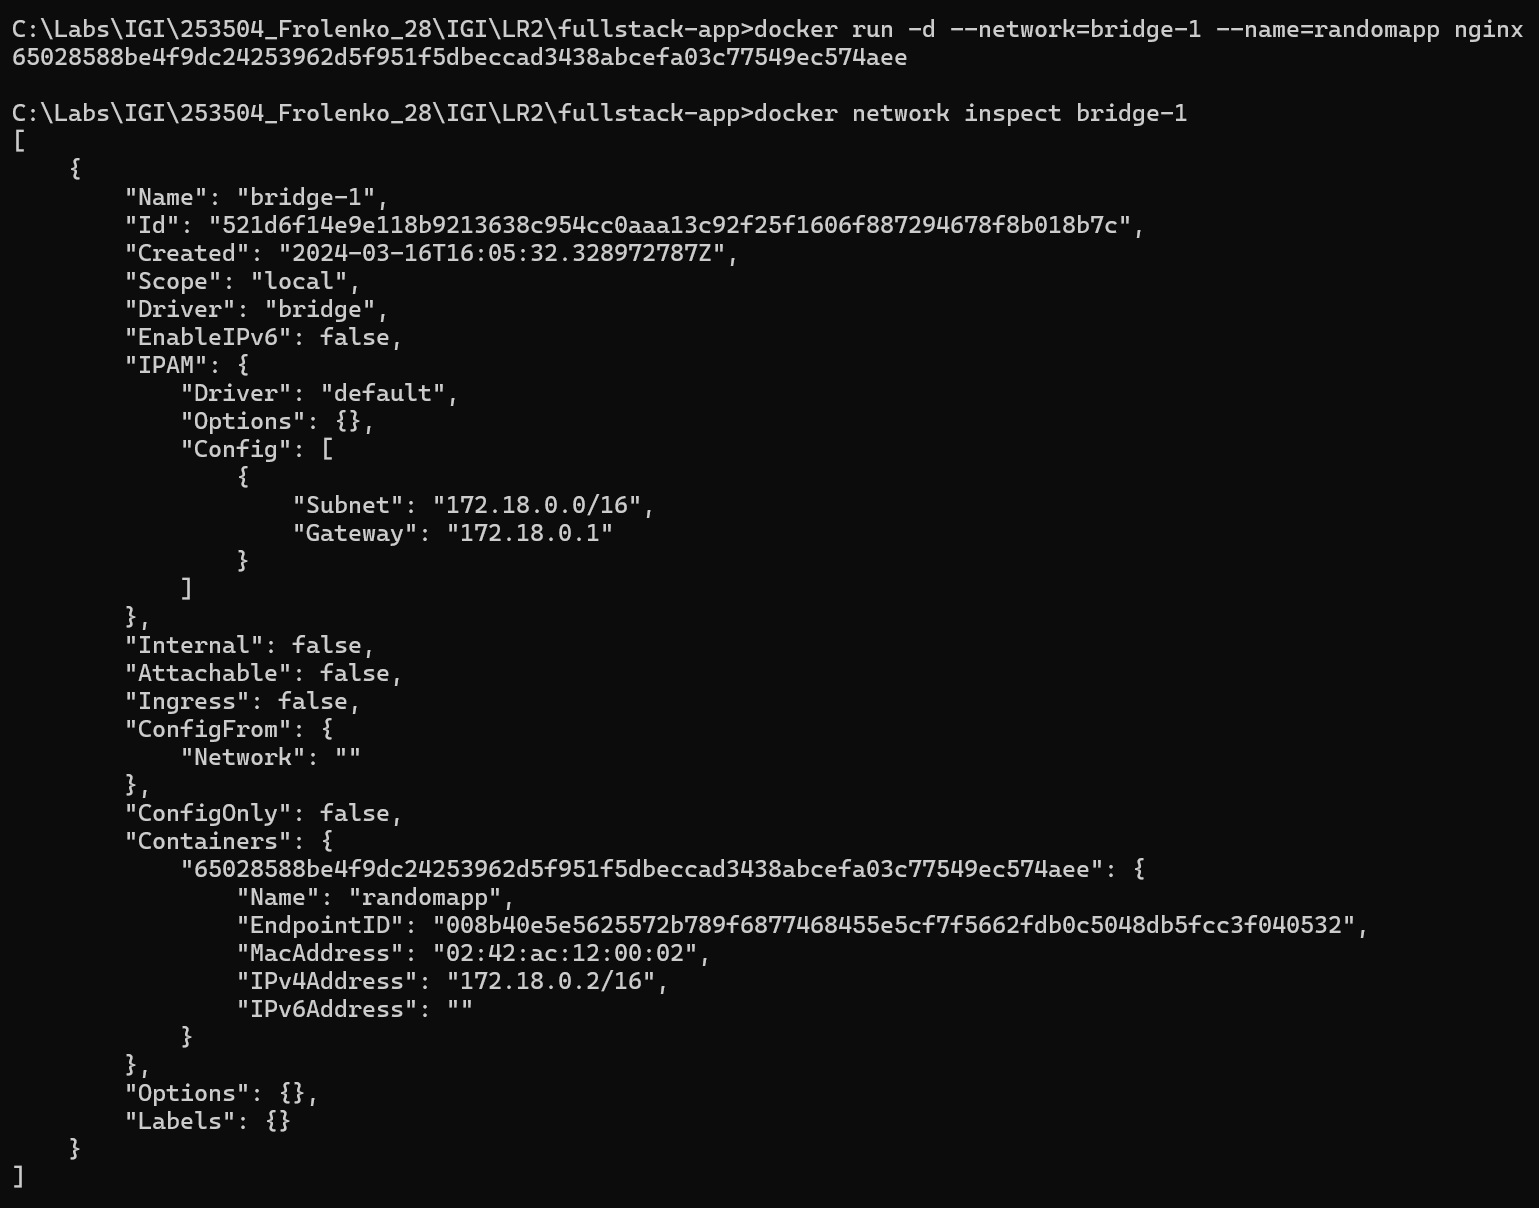 C:\Labs\IGI\253504_Frolenko_28\IGI\LR2\fullstack-app>docker run -d --network=bridge-1 --name=randomapp nginx
65028588be4f9dc24253962d5f951f5dbeccad3438abcefa03c77549ec574aee

C:\Labs\IGI\253504_Frolenko_28\IGI\LR2\fullstack-app>docker network inspect bridge-1
[
    {
        "Name": "bridge-1",
        "Id": "521d6f14e9e118b9213638c954cc0aaa13c92f25f1606f887294678f8b018b7c",
        "Created": "2024-03-16T16:05:32.328972787Z",
        "Scope": "local",
        "Driver": "bridge",
        "EnableIPv6": false,
        "IPAM": {
            "Driver": "default",
            "Options": {},
            "Config": [
                {
                    "Subnet": "172.18.0.0/16",
                    "Gateway": "172.18.0.1"
                }
            ]
        },
        "Internal": false,
        "Attachable": false,
        "Ingress": false,
        "ConfigFrom": {
            "Network": ""
        },
        "ConfigOnly": false,
        "Containers": {
            "65028588be4f9dc24253962d5f951f5dbeccad3438abcefa03c77549ec574aee": {
                "Name": "randomapp",
                "EndpointID": "008b40e5e5625572b789f6877468455e5cf7f5662fdb0c5048db5fcc3f040532",
                "MacAddress": "02:42:ac:12:00:02",
                "IPv4Address": "172.18.0.2/16",
                "IPv6Address": ""
            }
        },
        "Options": {},
        "Labels": {}
    }
]